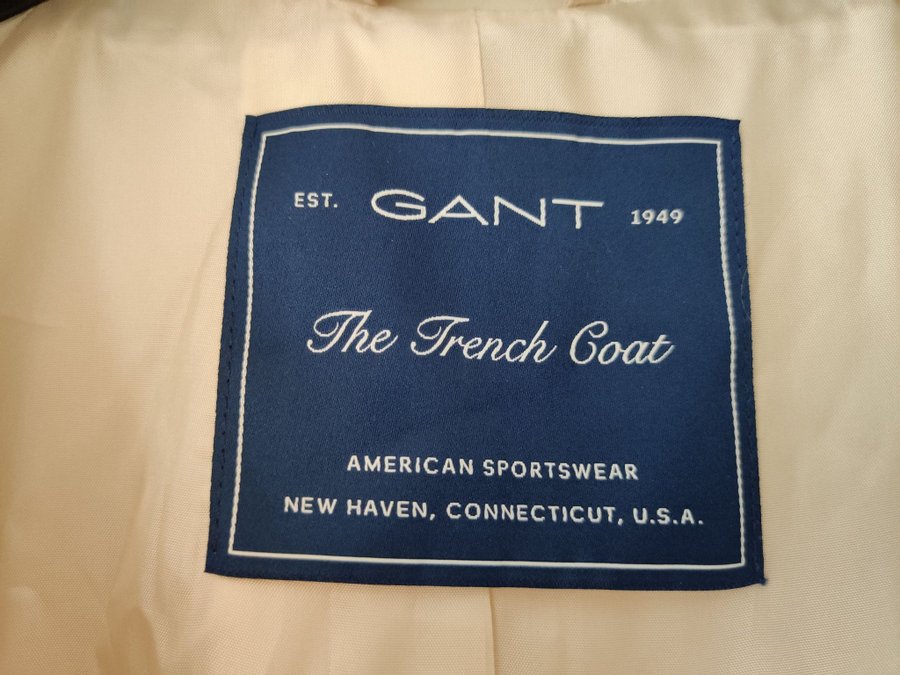 EST. GANT 1949
The Trench Coat
AMERICAN SPORTSWEAR
NEW HAVEN, CONNECTICUT, U.S.A.